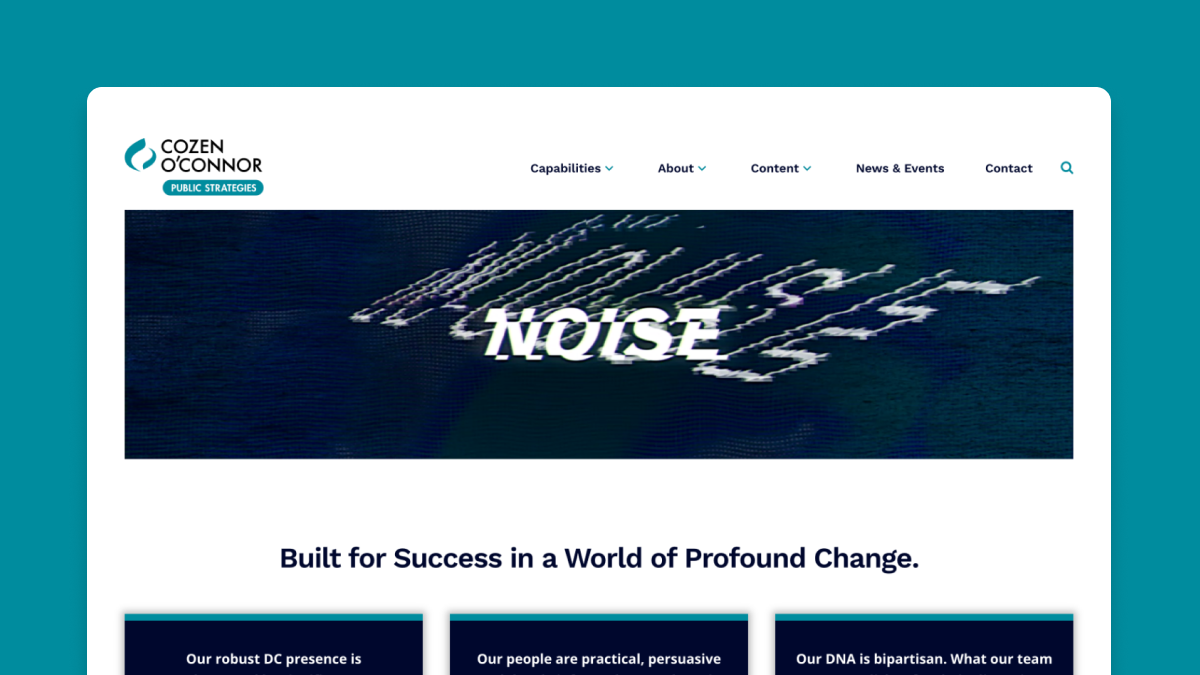 COZEN
O'CONNOR
PUBLIC STRATEGIES
Capabilities
About
Content
News & Events
Contact
NOISE
Built for Success in a World of Profound Change.
Our robust DC presence is
Our people are practical, persuasive
Our DNA is bipartisan. What our team